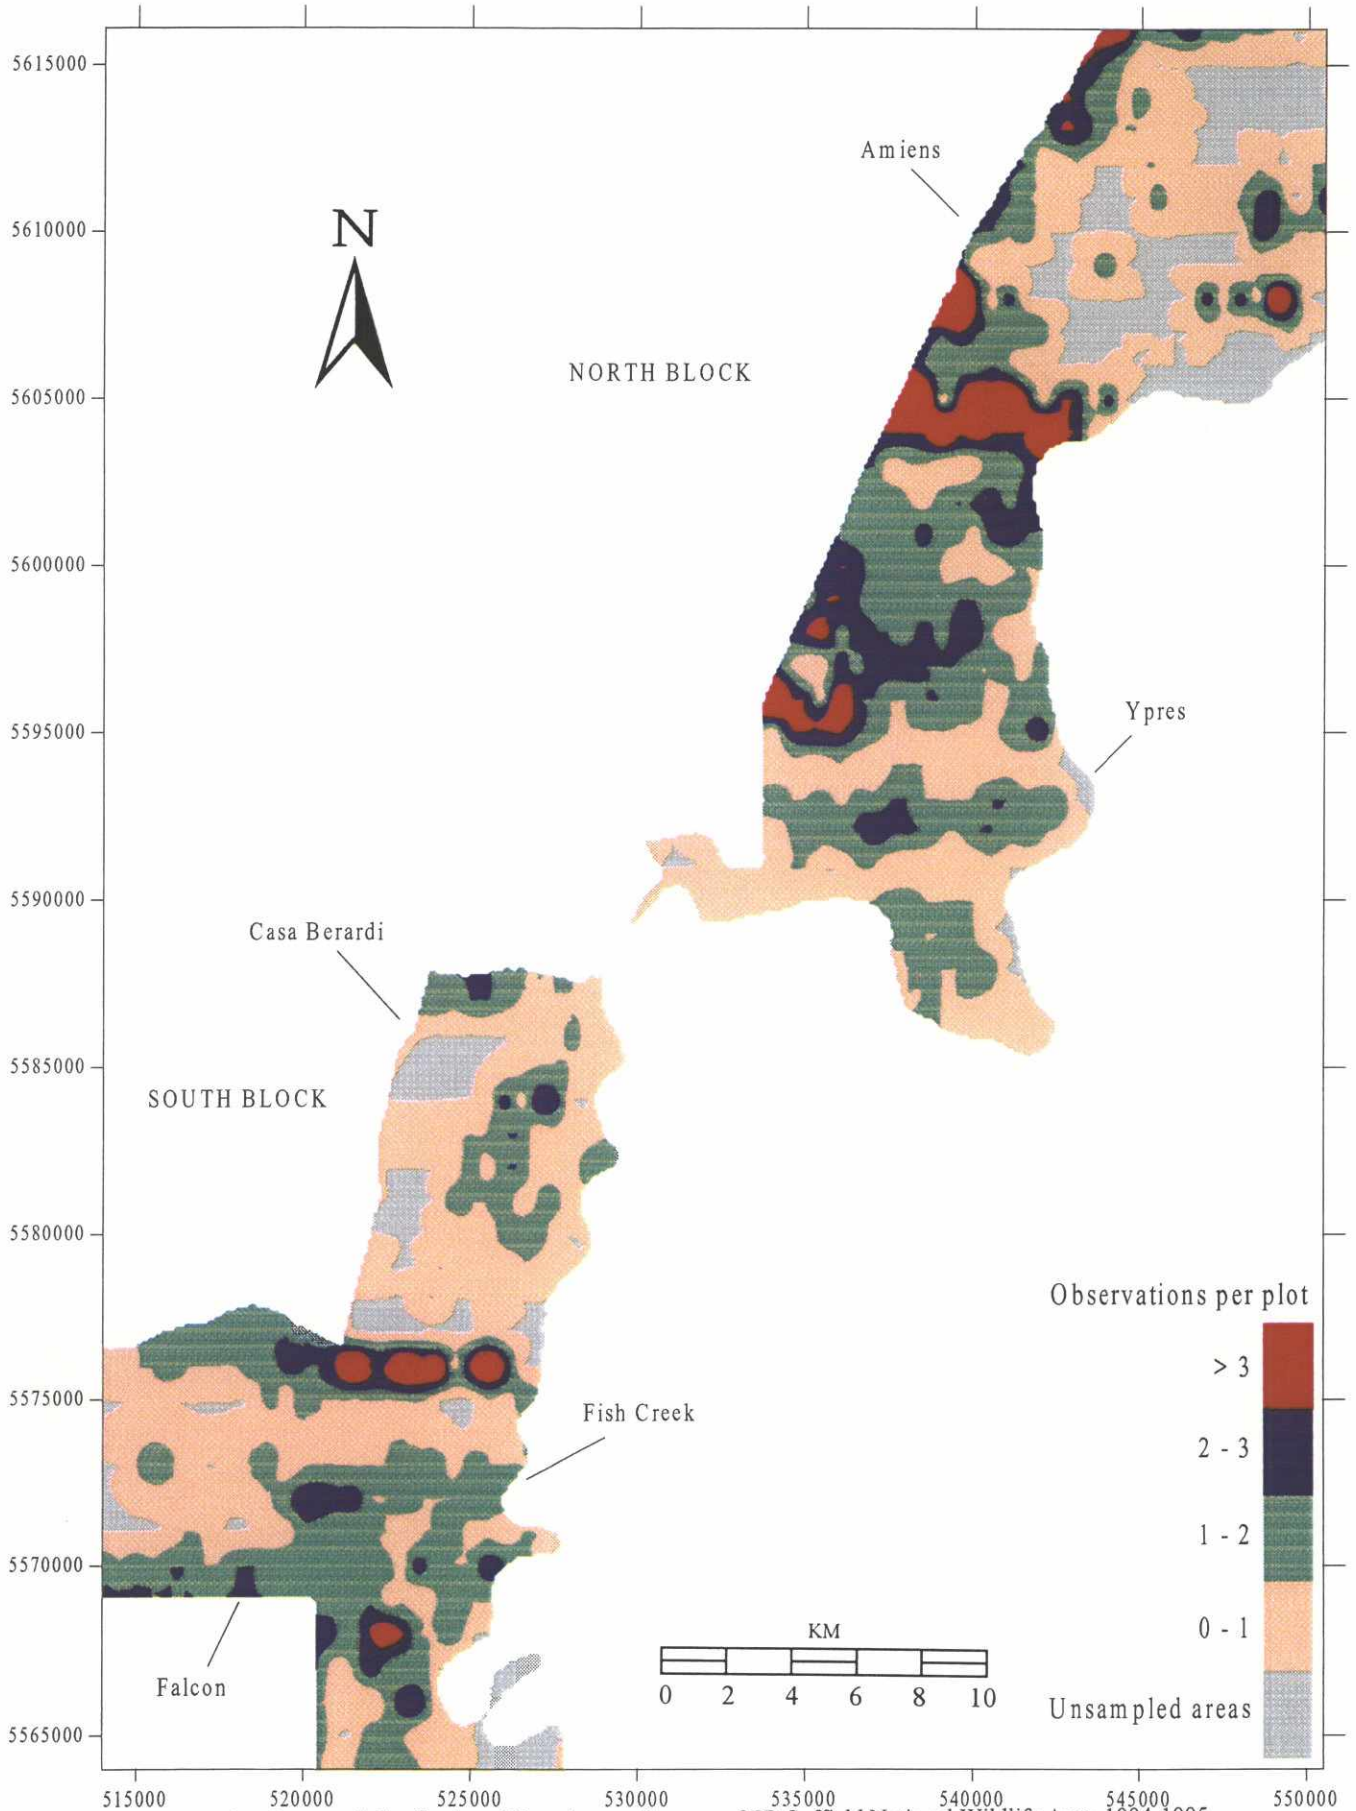 5615000
Amiens
5610000
N
NORTH BLOCK
5605000
5600000
Ypres
5595000
5590000
Casa Berardi
5585000
SOUTH BLOCK
5580000
Observations per plot
> 3
5575000
Fish Creek
2 - 3
1 - 2
5570000
0 - 1
KM
Falcon
0 2 4 6 8 10
Unsampled areas
5565000
515000 520000 525000 530000 535000 540000 545000 550000